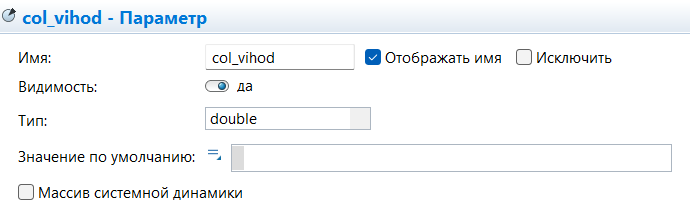 col_vihod - Параметр
Имя: col_vihod Отображать имя Исключить
Видимость: да
Тип: double
Значение по умолчанию:
Массив системной динамики